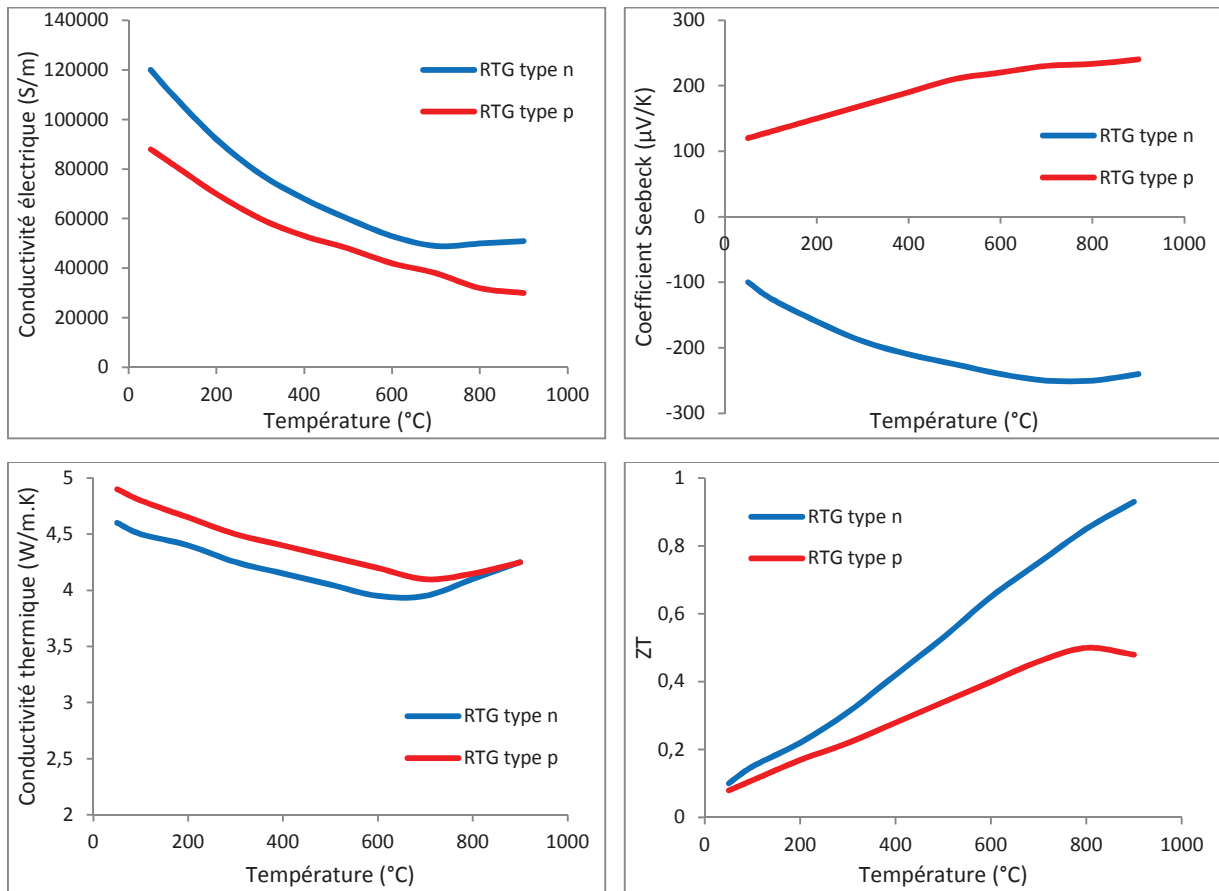 Conductivité électrique (S/m)
140000
120000
100000
80000
60000
40000
20000
0
0 200 400 600 800 1000
Température (°C)
RTG type n
RTG type p
Coefficient Seebeck (µV/K)
300
200
100
0
-100
-200
-300
0 200 400 600 800 1000
Température (°C)
RTG type n
RTG type p
Conductivité thermique (W/m.K)
5
4,5
4
3,5
3
2,5
2
0 200 400 600 800 1000
Température (°C)
RTG type n
RTG type p
ZT
1
0,8
0,6
0,4
0,2
0
0 200 400 600 800 1000
Température (°C)
RTG type n
RTG type p